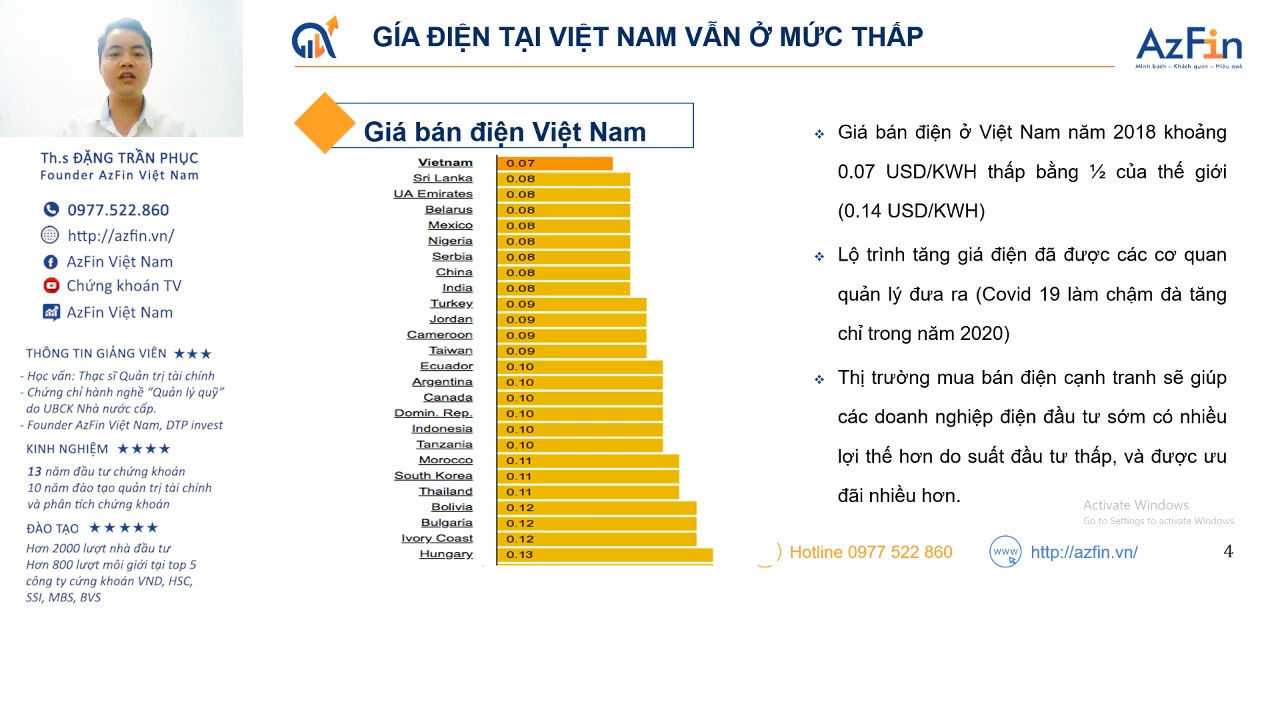 GÍA ĐIỆN TẠI VIỆT NAM VẪN Ở MỨC THẤP
AzFin
Minh bạch – Khách quan – Hiệu quả
Th.s ĐẶNG TRẦN PHỤC
Founder AzFin Việt Nam
0977.522.860
http://azfin.vn/
AzFin Việt Nam
Chứng khoán TV
AzFin Việt Nam
THÔNG TIN GIẢNG VIÊN ★★★
- Học vấn: Thạc sĩ Quản trị tài chính
- Chứng chỉ hành nghề “Quản lý quỹ”
do UBCK Nhà nước cấp.
- Founder AzFin Việt Nam, DTP invest
KINH NGHIỆM ★★★★
13 năm đầu tư chứng khoán
10 năm đào tạo quản trị tài chính
và phân tích chứng khoán
ĐÀO TẠO ★★★★★
Hơn 2000 lượt nhà đầu tư
Hơn 800 lượt môi giới tại top 5
công ty cứng khoán VND, HSC,
SSI, MBS, BVS
Giá bán điện Việt Nam
Vietnam 0.07
Sri Lanka 0.08
UA Emirates 0.08
Belarus 0.08
Mexico 0.08
Nigeria 0.08
Serbia 0.08
China 0.08
India 0.08
Turkey 0.09
Jordan 0.09
Cameroon 0.09
Taiwan 0.09
Ecuador 0.10
Argentina 0.10
Canada 0.10
Domin. Rep. 0.10
Indonesia 0.10
Tanzania 0.10
Morocco 0.11
South Korea 0.11
Thailand 0.11
Bolivia 0.12
Bulgaria 0.12
Ivory Coast 0.12
Hungary 0.13
❖ Giá bán điện ở Việt Nam năm 2018 khoảng
0.07 USD/KWH thấp bằng ½ của thế giới
(0.14 USD/KWH)
❖ Lộ trình tăng giá điện đã được các cơ quan
quản lý đưa ra (Covid 19 làm chậm đà tăng
chỉ trong năm 2020)
❖ Thị trường mua bán điện cạnh tranh sẽ giúp
các doanh nghiệp điện đầu tư sớm có nhiều
lợi thế hơn do suất đầu tư thấp, và được ưu
đãi nhiều hơn.
Activate Windows
Go to Settings to activate Windows.
Hotline 0977 522 860
www
http://azfin.vn/
4